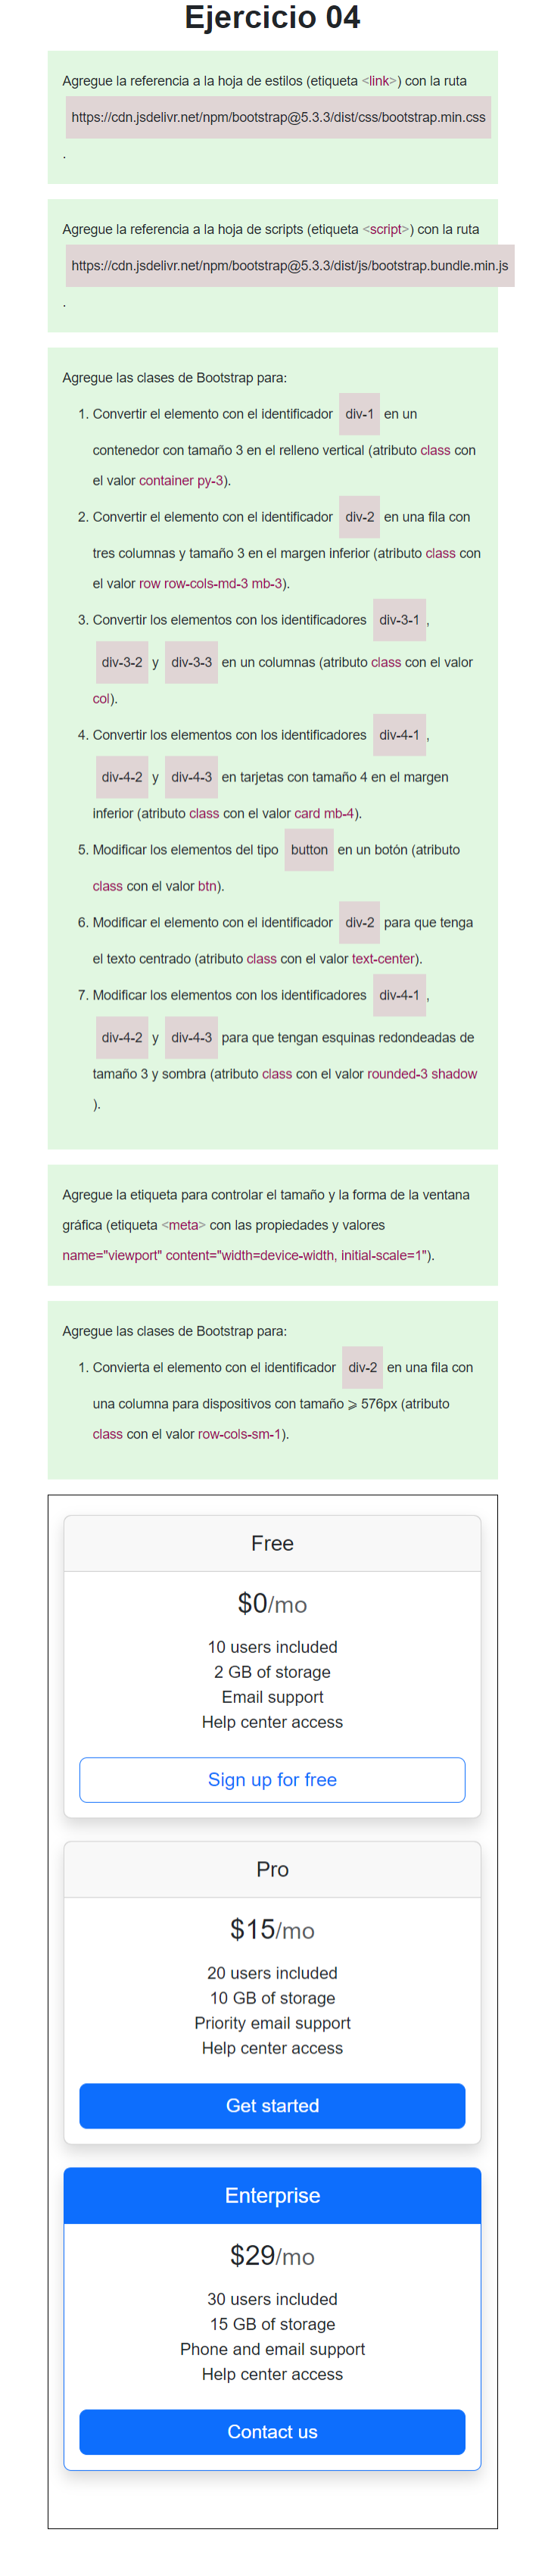 Ejercicio 04
Agregue la referencia a la hoja de estilos (etiqueta <link>) con la ruta
https://cdn.jsdelivr.net/npm/bootstrap@5.3.3/dist/css/bootstrap.min.css
.
Agregue la referencia a la hoja de scripts (etiqueta <script>) con la ruta
https://cdn.jsdelivr.net/npm/bootstrap@5.3.3/dist/js/bootstrap.bundle.min.js
.
Agregue las clases de Bootstrap para:
1. Convertir el elemento con el identificador div-1 en un
contenedor con tamaño 3 en el relleno vertical (atributo class con
el valor container py-3).
2. Convertir el elemento con el identificador div-2 en una fila con
tres columnas y tamaño 3 en el margen inferior (atributo class con
el valor row row-cols-md-3 mb-3).
3. Convertir los elementos con los identificadores div-3-1 ,
div-3-2 y div-3-3 en un columnas (atributo class con el valor
col).
4. Convertir los elementos con los identificadores div-4-1 ,
div-4-2 y div-4-3 en tarjetas con tamaño 4 en el margen
inferior (atributo class con el valor card mb-4).
5. Modificar los elementos del tipo button en un botón (atributo
class con el valor btn).
6. Modificar el elemento con el identificador div-2 para que tenga
el texto centrado (atributo class con el valor text-center).
7. Modificar los elementos con los identificadores div-4-1 ,
div-4-2 y div-4-3 para que tengan esquinas redondeadas de
tamaño 3 y sombra (atributo class con el valor rounded-3 shadow
).
Agregue la etiqueta para controlar el tamaño y la forma de la ventana
gráfica (etiqueta <meta> con las propiedades y valores
name="viewport" content="width=device-width, initial-scale=1").
Agregue las clases de Bootstrap para:
1. Convierta el elemento con el identificador div-2 en una fila con
una columna para dispositivos con tamaño ⩾ 576px (atributo
class con el valor row-cols-sm-1).
Free
$0/mo
10 users included
2 GB of storage
Email support
Help center access
Sign up for free
Pro
$15/mo
20 users included
10 GB of storage
Priority email support
Help center access
Get started
Enterprise
$29/mo
30 users included
15 GB of storage
Phone and email support
Help center access
Contact us